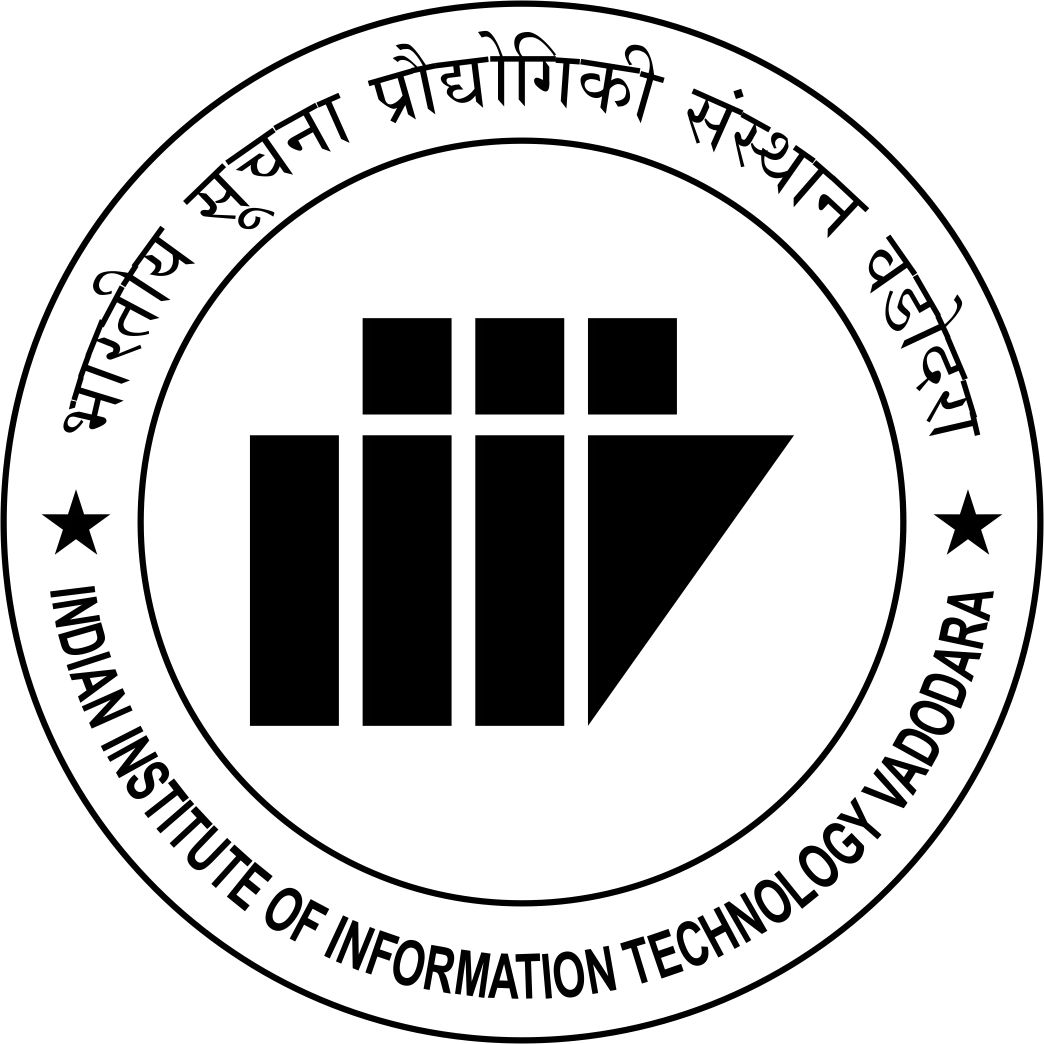 भारतीय सूचना प्रौद्योगिकी संस्थान वडोदरा
INDIAN INSTITUTE OF INFORMATION TECHNOLOGY VADODARA